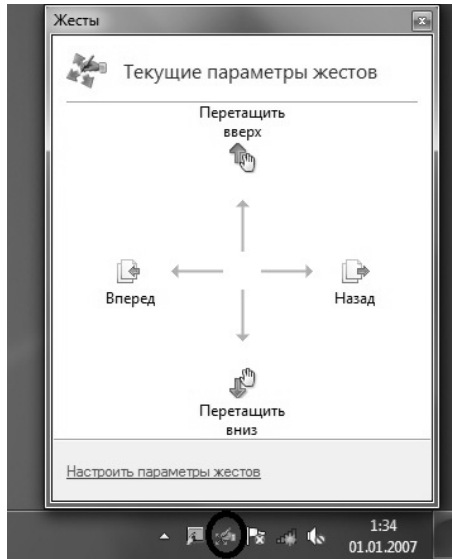 Жесты
Текущие параметры жестов
Перетащить
вверх
Вперед
Назад
Перетащить
вниз
Настроить параметры жестов
1:34
01.01.2007